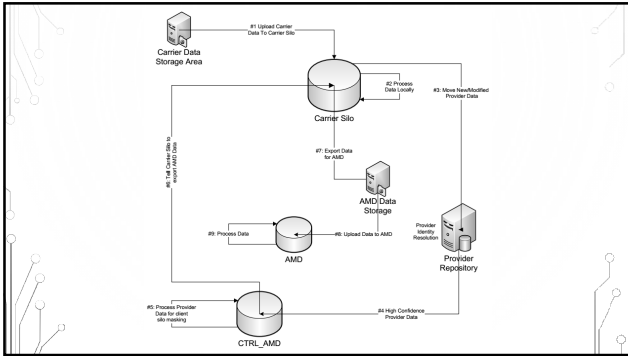 #1 Upload Carrier
Data To Carrier Silo
Carrier Data
Storage Area
#2 Process
Data Locally
#3: Move New/Modified
Provider Data
Carrier Silo
#6: Tell Carrier Silo to
export AMD Data
#7: Export Data
for AMD
AMD Data
Storage
Provider
Identity
Resolution
#9: Process Data
#8: Upload Data to AMD
AMD
Provider
Repository
#5: Process Provider
Data for client
silo masking
#4 High Confidence
Provider Data
CTRL_AMD